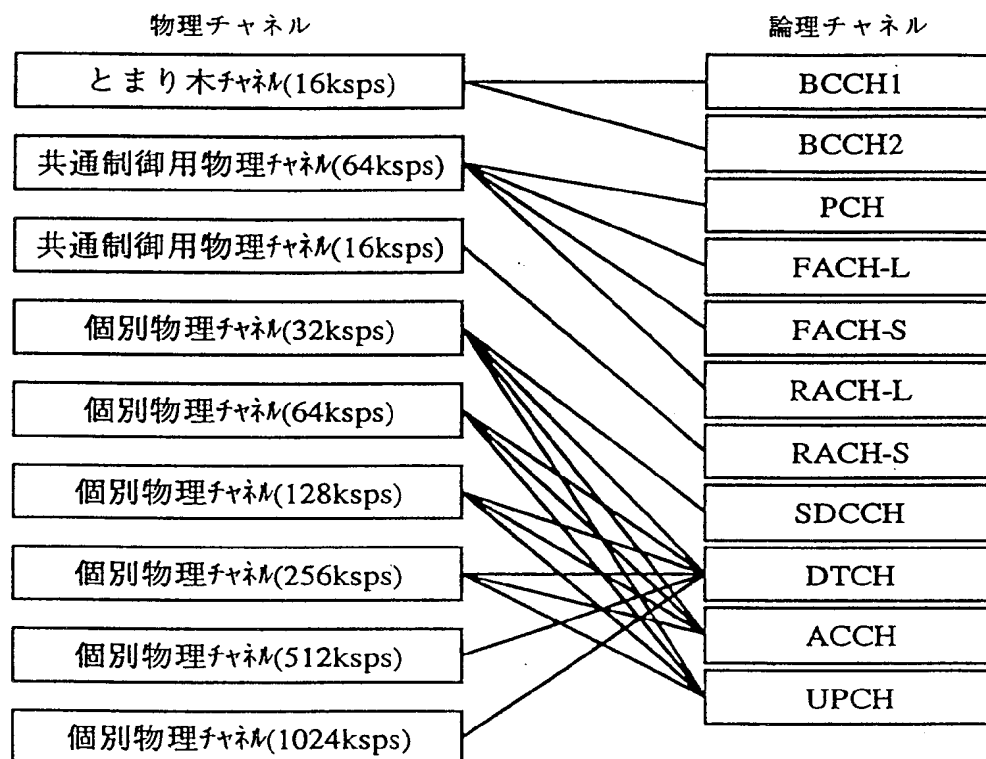 物理チャネル
とまり木ﾁｬﾈﾙ(16ksps)
共通制御用物理ﾁｬﾈﾙ(64ksps)
共通制御用物理ﾁｬﾈﾙ(16ksps)
個別物理ﾁｬﾈﾙ(32ksps)
個別物理ﾁｬﾈﾙ(64ksps)
個別物理ﾁｬﾈﾙ(128ksps)
個別物理ﾁｬﾈﾙ(256ksps)
個別物理ﾁｬﾈﾙ(512ksps)
個別物理ﾁｬﾈﾙ(1024ksps)
論理チャネル
BCCH1
BCCH2
PCH
FACH-L
FACH-S
RACH-L
RACH-S
SDCCH
DTCH
ACCH
UPCH